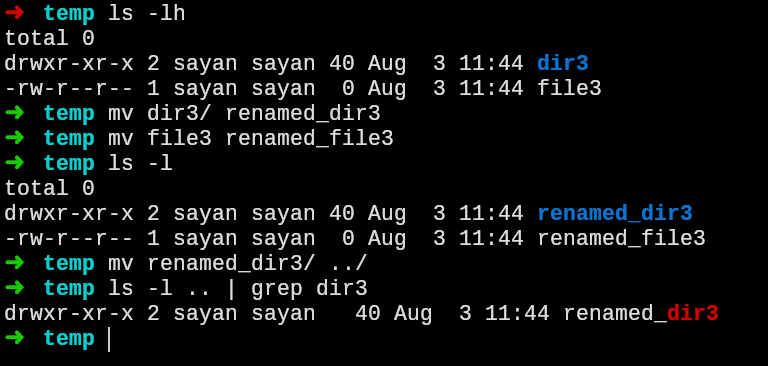 ➜ temp ls -lh
total 0
drwxr-xr-x 2 sayan sayan 40 Aug  3 11:44 dir3
-rw-r--r-- 1 sayan sayan  0 Aug  3 11:44 file3
➜ temp mv dir3/ renamed_dir3
➜ temp mv file3 renamed_file3
➜ temp ls -l
total 0
drwxr-xr-x 2 sayan sayan 40 Aug  3 11:44 renamed_dir3
-rw-r--r-- 1 sayan sayan  0 Aug  3 11:44 renamed_file3
➜ temp mv renamed_dir3/ ../
➜ temp ls -l .. | grep dir3
drwxr-xr-x 2 sayan sayan   40 Aug  3 11:44 renamed_dir3
➜ temp